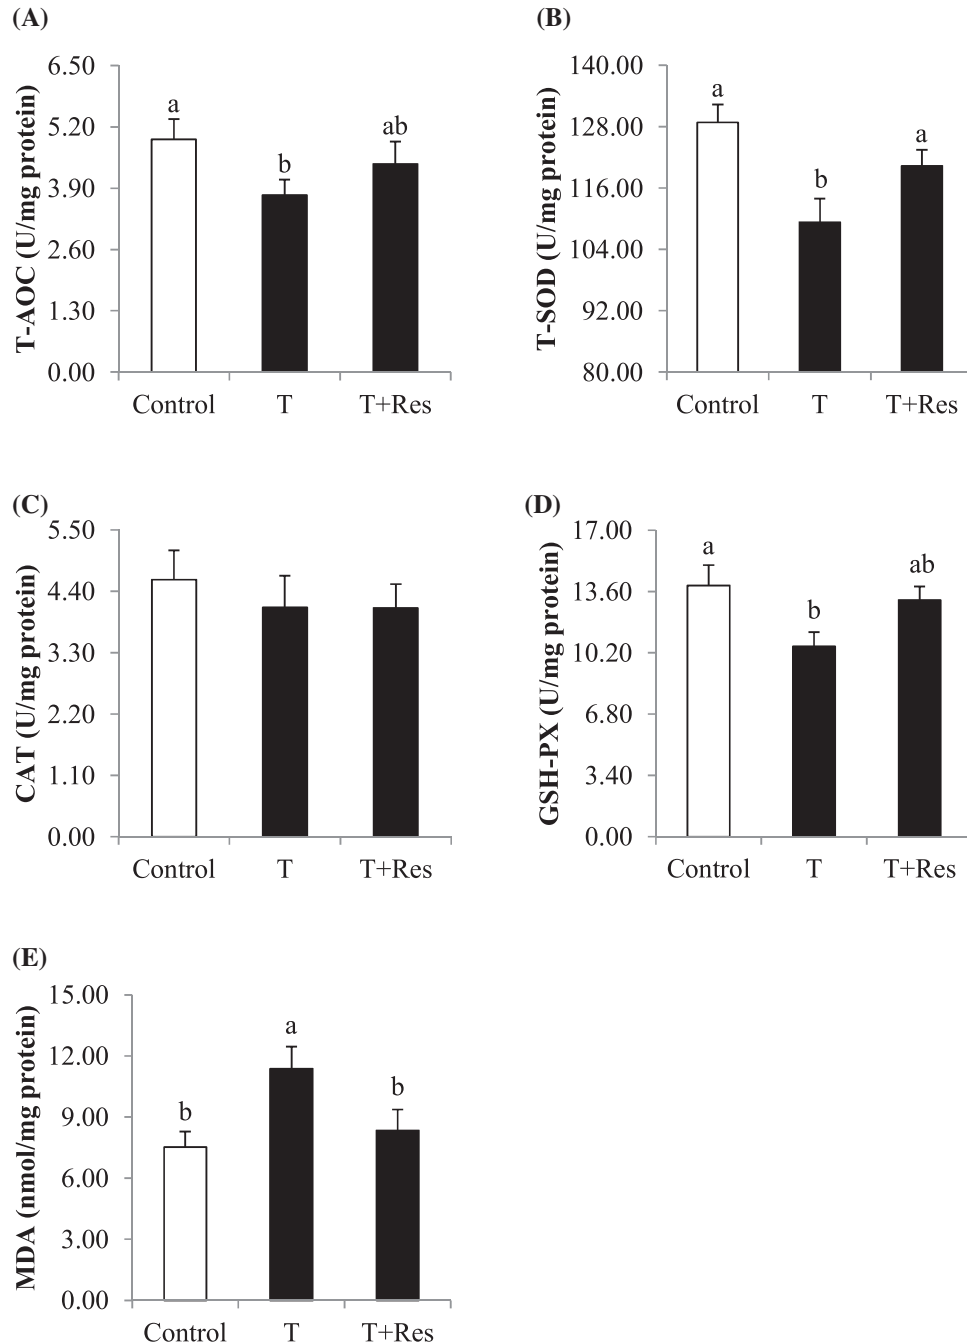 (A)
T-AOC (U/mg protein)
6.50
5.20
3.90
2.60
1.30
0.00
a
b
ab
Control T T+Res
(B)
T-SOD (U/mg protein)
140.00
128.00
116.00
104.00
92.00
80.00
a
b
a
Control T T+Res
(C)
CAT (U/mg protein)
5.50
4.40
3.30
2.20
1.10
0.00
Control T T+Res
(D)
GSH-PX (U/mg protein)
17.00
13.60
10.20
6.80
3.40
0.00
a
b
ab
Control T T+Res
(E)
MDA (nmol/mg protein)
15.00
12.00
9.00
6.00
3.00
0.00
b
a
b
Control T T+Res